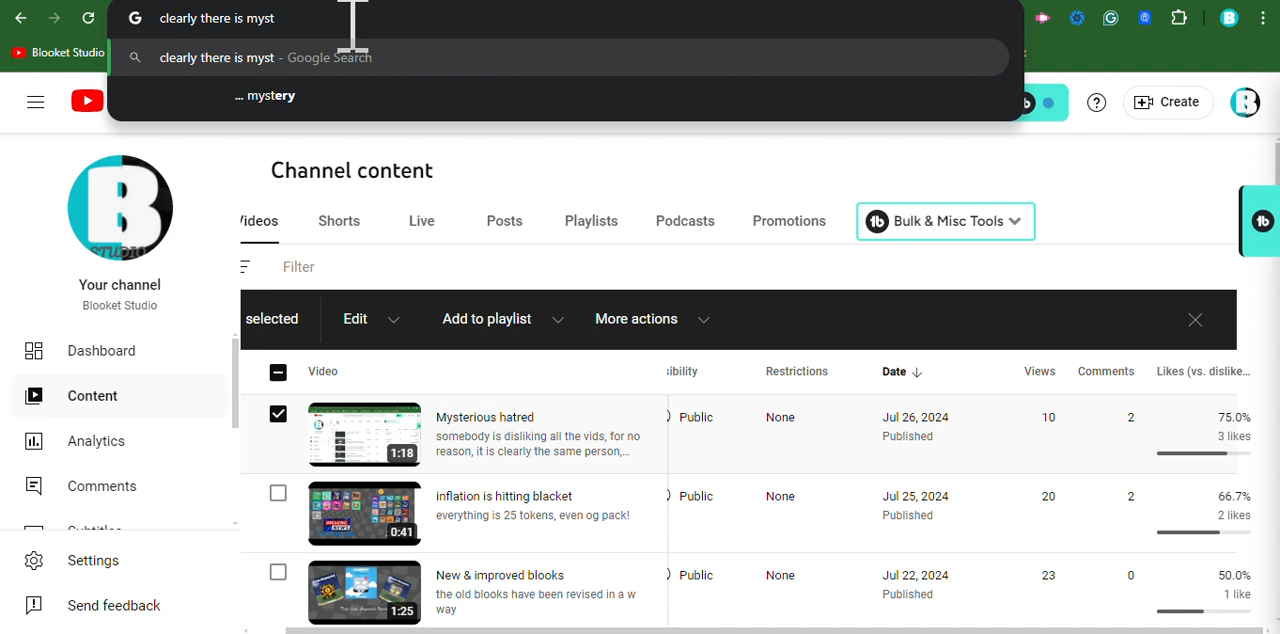 clearly there is myst
Blooket Studio
clearly there is myst - Google Search
... mystery
Create
Channel content
Videos Shorts Live Posts Playlists Podcasts Promotions Bulk & Misc Tools
Filter
STUDIO
Your channel
Blooket Studio
selected Edit Add to playlist More actions
Dashboard
Content
Analytics
Comments
Subtitles
Settings
Send feedback
Video ibility Restrictions Date Views Comments Likes (vs. dislike...
Mysterious hatred Public None Jul 26, 2024 10 2 75.0%
somebody is disliking all the vids, for no Published 3 likes
reason, it is clearly the same person,...
1:18
inflation is hitting blacket Public None Jul 25, 2024 20 2 66.7%
everything is 25 tokens, even og pack! Published 2 likes
BREAKING
NEWS
0:41
New & improved blooks Public None Jul 22, 2024 23 0 50.0%
the old blooks have been revised in a w Published 1 like
way
1:25